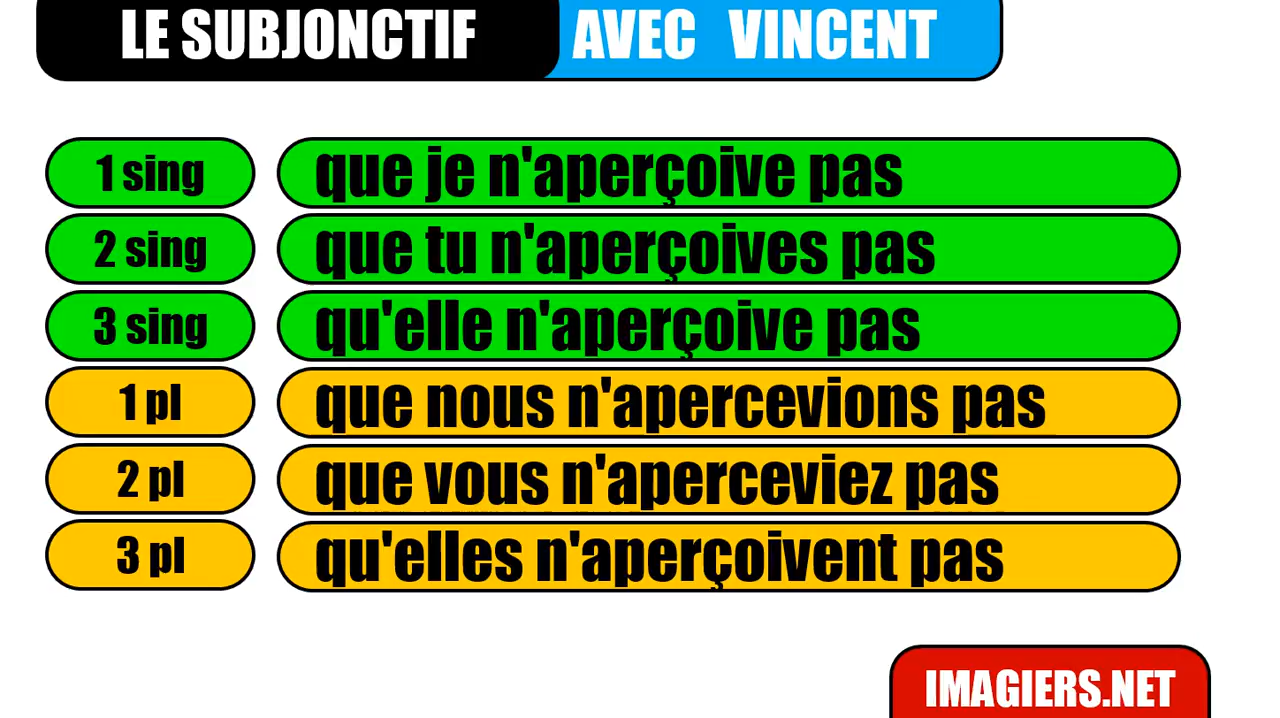 LE SUBJONCTIF AVEC VINCENT
1 sing que je n'aperçoive pas
2 sing que tu n'aperçoives pas
3 sing qu'elle n'aperçoive pas
1 pl que nous n'apercevions pas
2 pl que vous n'aperceviez pas
3 pl qu'elles n'aperçoivent pas
IMAGIERS.NET